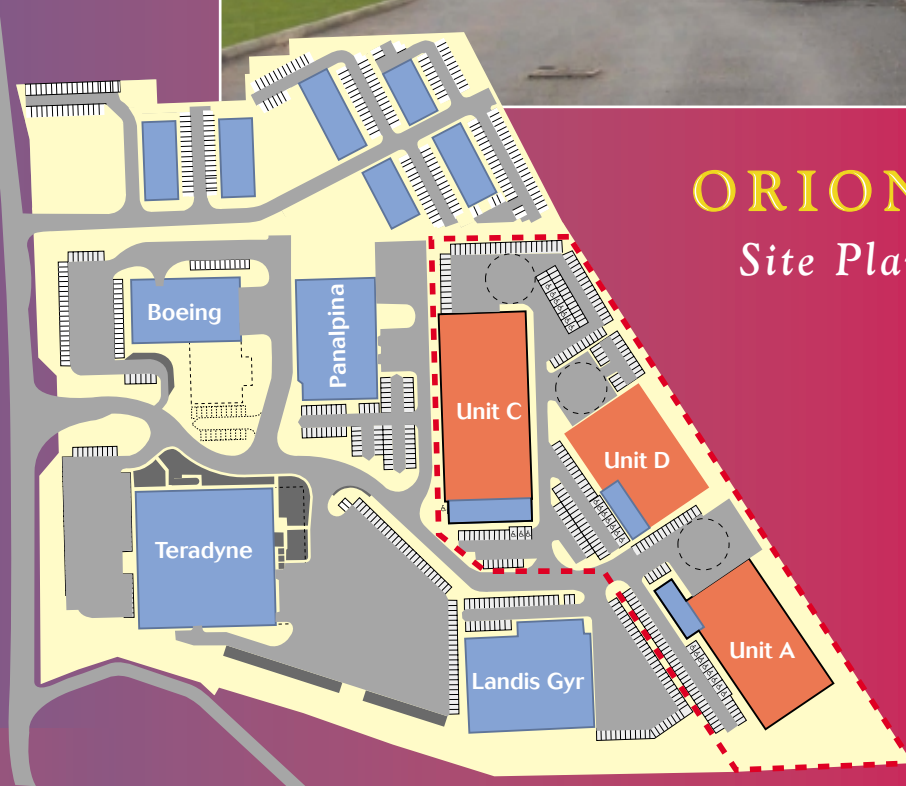 ORION
Site Pla
Boeing
Panalpina
Unit C
Unit D
Teradyne
Unit A
Landis Gyr